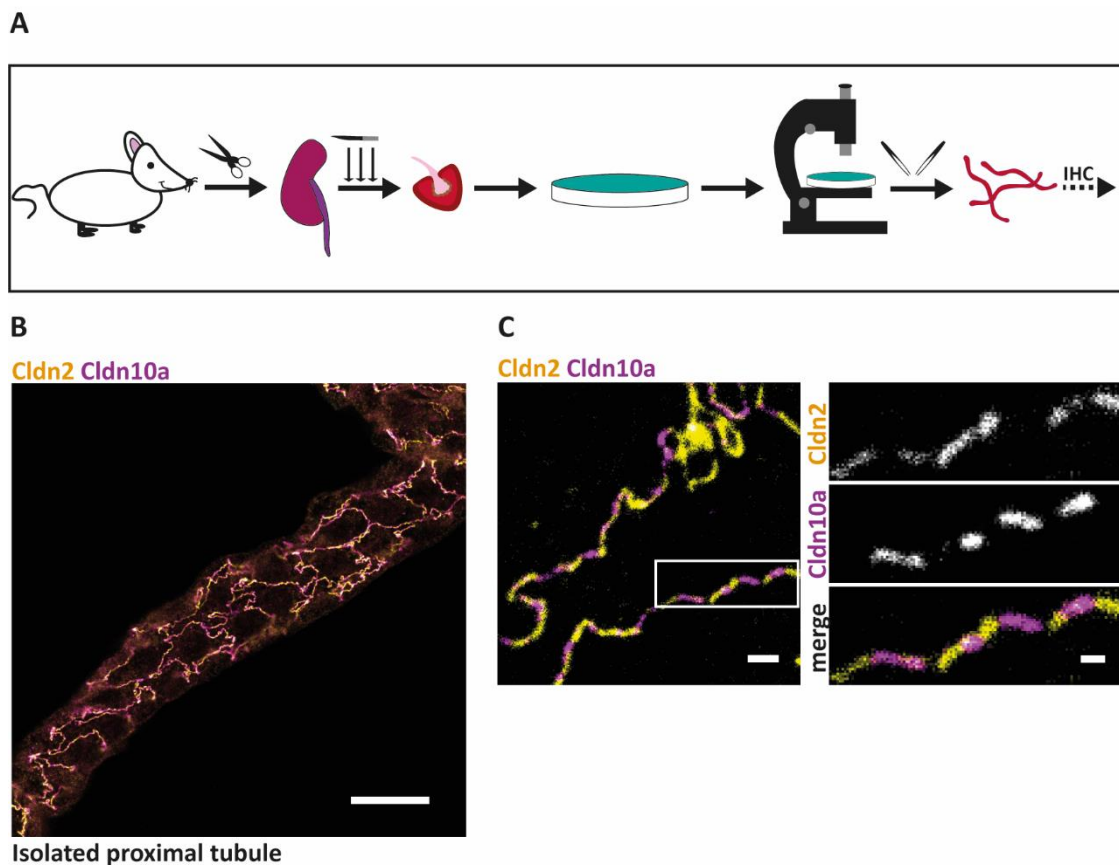 A
IHC
B
Cldn2 Cldn10a
Isolated proximal tubule
C
Cldn2 Cldn10a
Cldn2
Cldn10a
merge